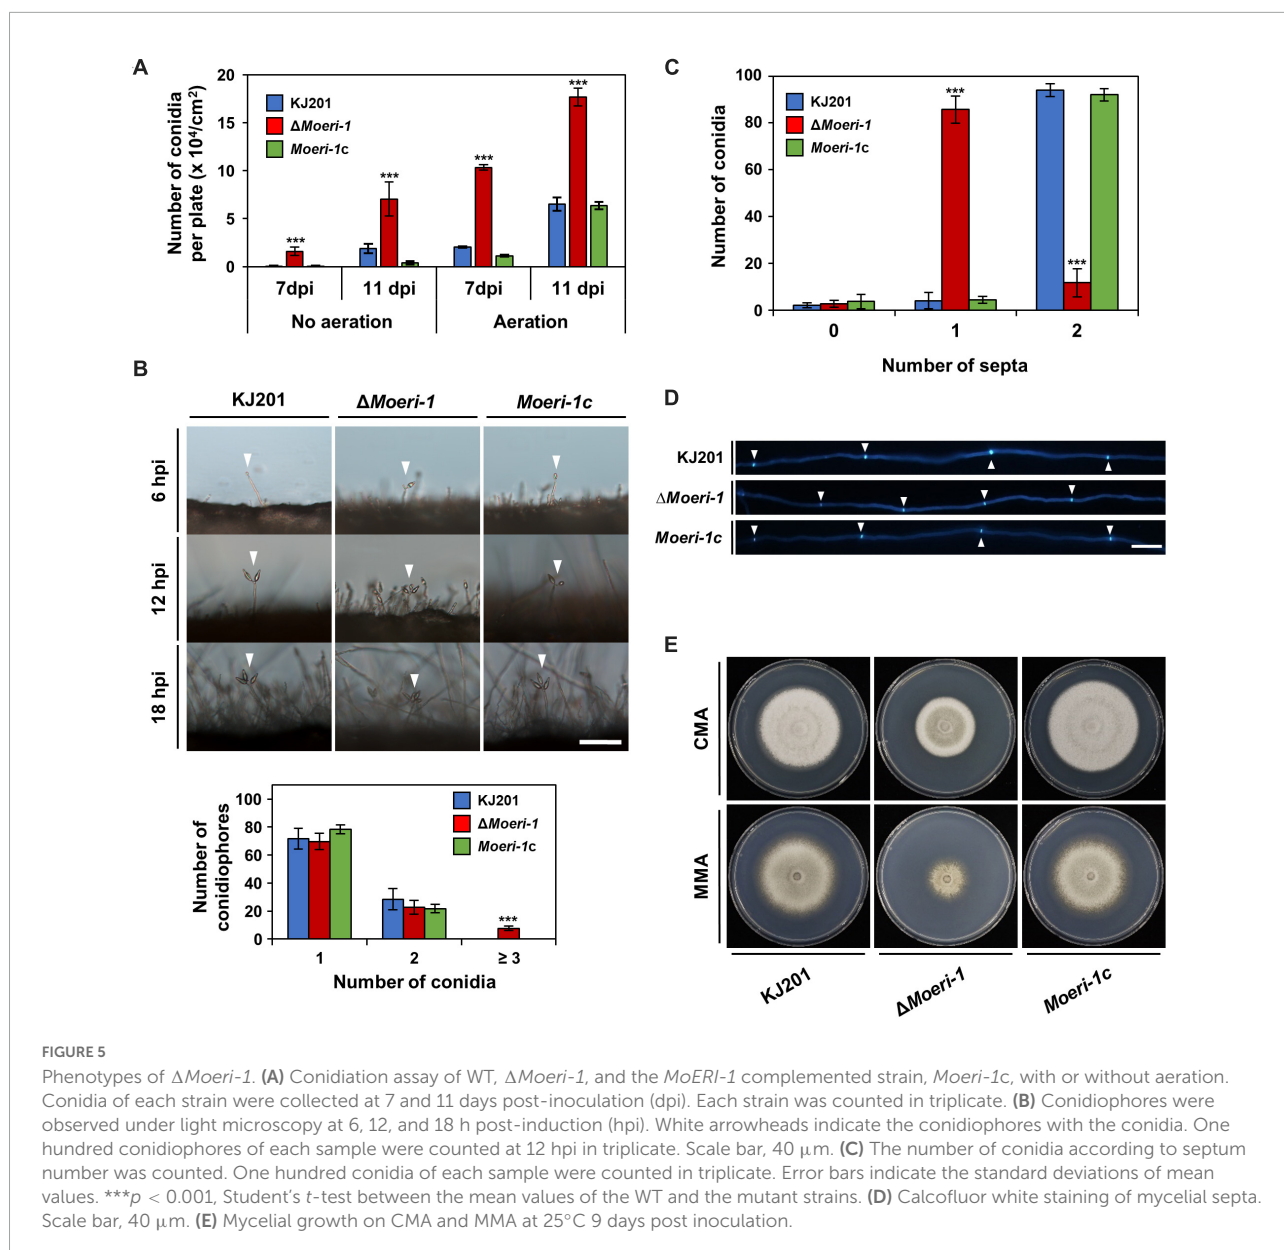 A
Number of conidia
per plate (x 10⁴/cm²)
20
15
10
5
0
KJ201
ΔMoeri-1
Moeri-1c
***
***
***
***
7dpi
11 dpi
7dpi
11 dpi
No aeration
Aeration
C
Number of conidia
100
80
60
40
20
0
KJ201
ΔMoeri-1
Moeri-1c
***
***
0
1
2
Number of septa
B
KJ201
ΔMoeri-1
Moeri-1c
6 hpi
12 hpi
18 hpi
Number of
conidiophores
100
80
60
40
20
0
KJ201
ΔMoeri-1
Moeri-1c
***
1
2
≥ 3
Number of conidia
D
KJ201
ΔMoeri-1
Moeri-1c
E
CMA
MMA
KJ201
ΔMoeri-1
Moeri-1c
FIGURE 5
Phenotypes of ΔMoeri-1. (A) Conidiation assay of WT, ΔMoeri-1, and the MoERI-1 complemented strain, Moeri-1c, with or without aeration.
Conidia of each strain were collected at 7 and 11 days post-inoculation (dpi). Each strain was counted in triplicate. (B) Conidiophores were
observed under light microscopy at 6, 12, and 18 h post-induction (hpi). White arrowheads indicate the conidiophores with the conidia. One
hundred conidiophores of each sample were counted at 12 hpi in triplicate. Scale bar, 40 μm. (C) The number of conidia according to septum
number was counted. One hundred conidia of each sample were counted in triplicate. Error bars indicate the standard deviations of mean
values. ***p < 0.001, Student's t-test between the mean values of the WT and the mutant strains. (D) Calcofluor white staining of mycelial septa.
Scale bar, 40 μm. (E) Mycelial growth on CMA and MMA at 25°C 9 days post inoculation.